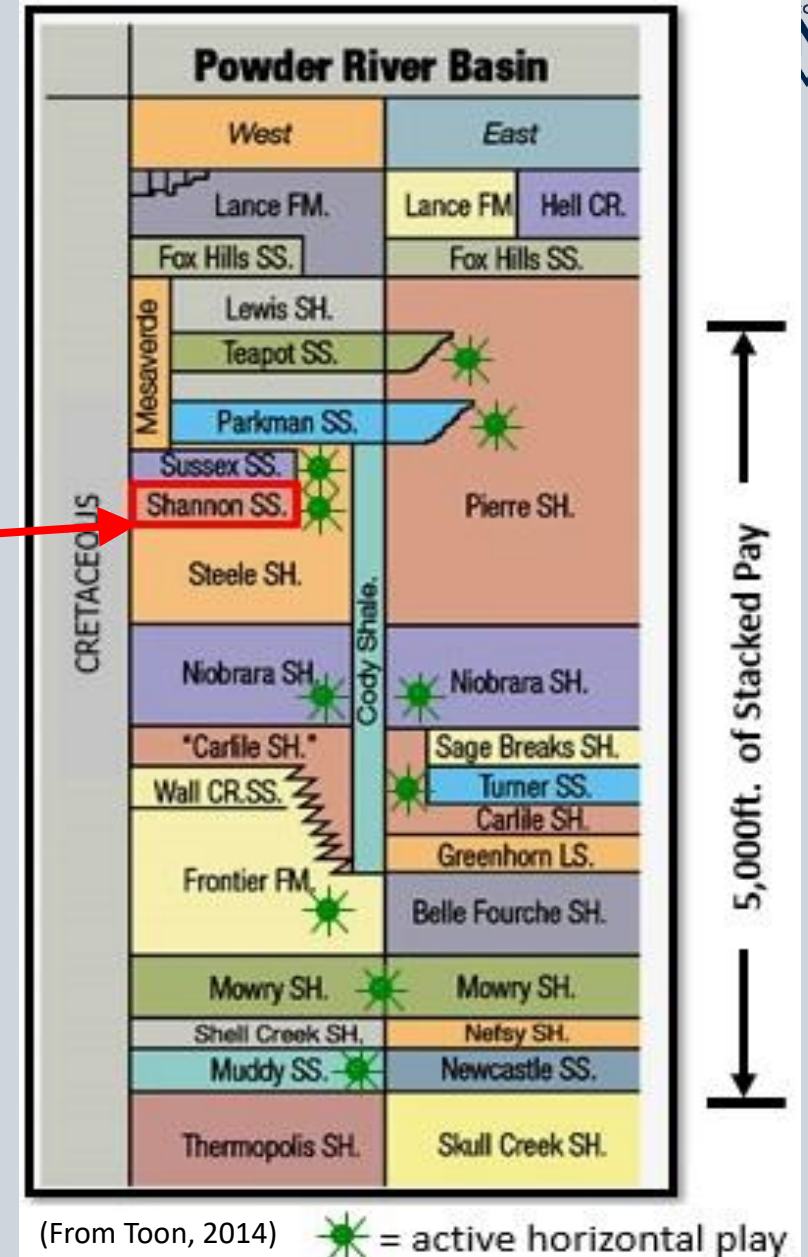 Powder River Basin
West East
Lance FM. Lance FM Hell CR.
Fox Hills SS. Fox Hills SS.
Mesaverde
Lewis SH.
Teapot SS.
Parkman SS.
Sussex SS.
Shannon SS.
Pierre SH.
Steele SH.
CRETACEOUS
Cody Shale.
Niobrara SH. Niobrara SH.
"Carlile SH." Sage Breaks SH.
Wall CR.SS. Turner SS.
Carlile SH.
Greenhorn LS.
Frontier FM.
Belle Fourche SH.
Mowry SH. Mowry SH.
Shell Creek SH. Nefsy SH.
Muddy SS. Newcastle SS.
Thermopolis SH. Skull Creek SH.
5,000ft. of Stacked Pay
(From Toon, 2014) = active horizontal play